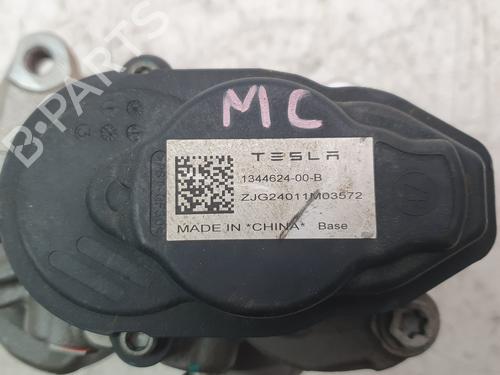 MC
TESLA
1344624-00-B
ZJG24011M03572
MADE IN *CHINA* Base
B-PARTS